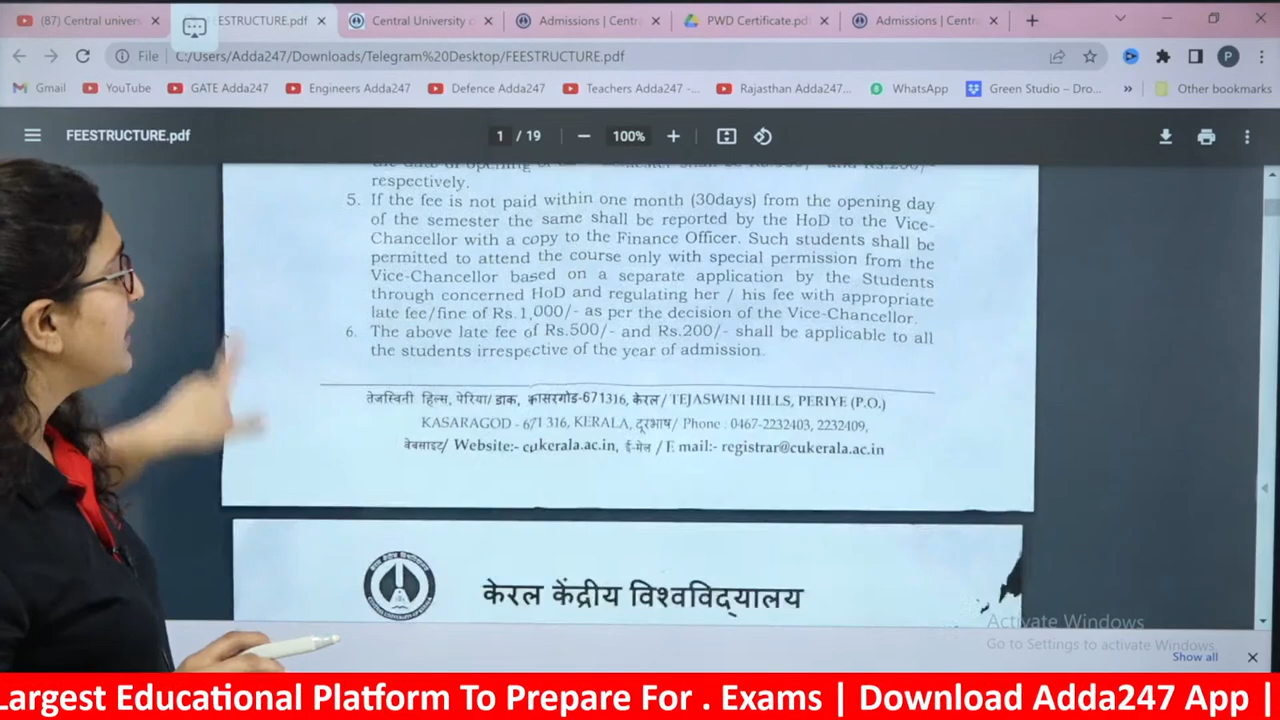 (87) Central univers
FEESTRUCTURE.pdf
Central University o
Admissions | Centr
PWD Certificate.pd
Admissions | Centr
File
C:/Users/Adda247/Downloads/Telegram%20Desktop/FEESTRUCTURE.pdf
P
Gmail
YouTube
GATE Adda247
Engineers Adda247
Defence Adda247
Teachers Adda247 -...
Rajasthan Adda247...
WhatsApp
Green Studio – Dro...
»
Other bookmarks
FEESTRUCTURE.pdf
1 / 19
100%
respectively.
5. If the fee is not paid within one month (30days) from the opening day
of the semester the same shall be reported by the HoD to the Vice-
Chancellor with a copy to the Finance Officer. Such students shall be
permitted to attend the course only with special permission from the
Vice-Chancellor based on a separate application by the Students
through concerned HoD and regulating her / his fee with appropriate
late fee/fine of Rs.1,000/- as per the decision of the Vice-Chancellor.
6. The above late fee of Rs.500/- and Rs.200/- shall be applicable to all
the students irrespective of the year of admission.
तेजस्विनी हिल्स, पेरिया/ डाक, कासरगोड-671316, केरल/ TEJASWINI HILLS, PERIYE (P.O.)
KASARAGOD - 671 316, KERALA, दूरभाष/ Phone : 0467-2232403, 2232409,
वेबसाइट/ Website:- cukerala.ac.in, ई-मेल / E mail:- registrar@cukerala.ac.in
केरल केंद्रीय विश्वविद्यालय
Activate Windows
Go to Settings to activate Windows.
Show all
Largest Educational Platform To Prepare For . Exams | Download Adda247 App |